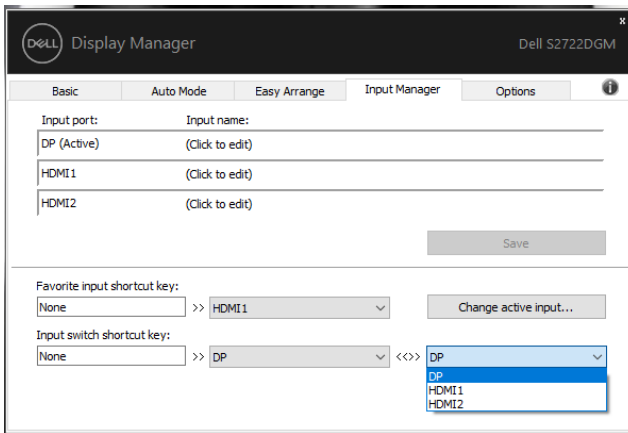 x
DELL Display Manager Dell S2722DGM
Basic Auto Mode Easy Arrange Input Manager Options i
Input port: Input name:
DP (Active) (Click to edit)
HDMI1 (Click to edit)
HDMI2 (Click to edit)
Save
Favorite input shortcut key:
None >> HDMI1 Change active input...
Input switch shortcut key:
None >> DP <<>> DP
DP
HDMI1
HDMI2